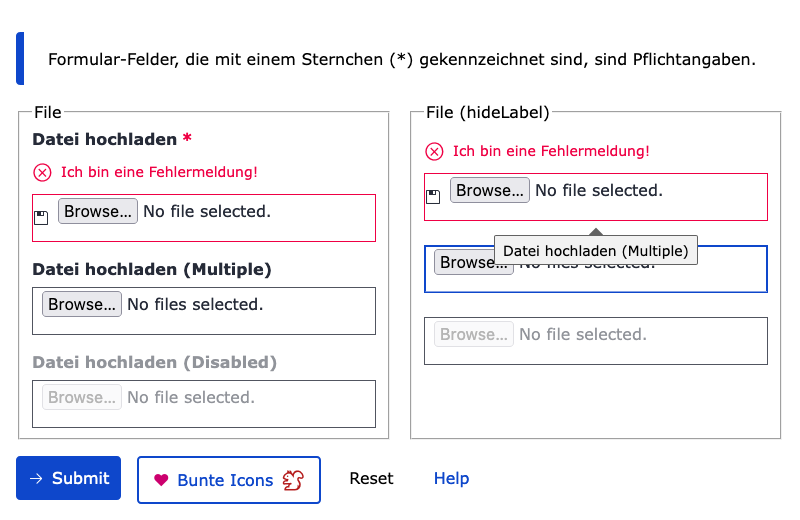 Formular-Felder, die mit einem Sternchen (*) gekennzeichnet sind, sind Pflichtangaben.
File
Datei hochladen *
Ich bin eine Fehlermeldung!
Browse... No file selected.
Datei hochladen (Multiple)
Browse... No files selected.
Datei hochladen (Disabled)
Browse... No file selected.
File (hideLabel)
Ich bin eine Fehlermeldung!
Browse... No file selected.
Datei hochladen (Multiple)
Browse... No files selected.
Browse... No file selected.
Submit
Bunte Icons
Reset
Help